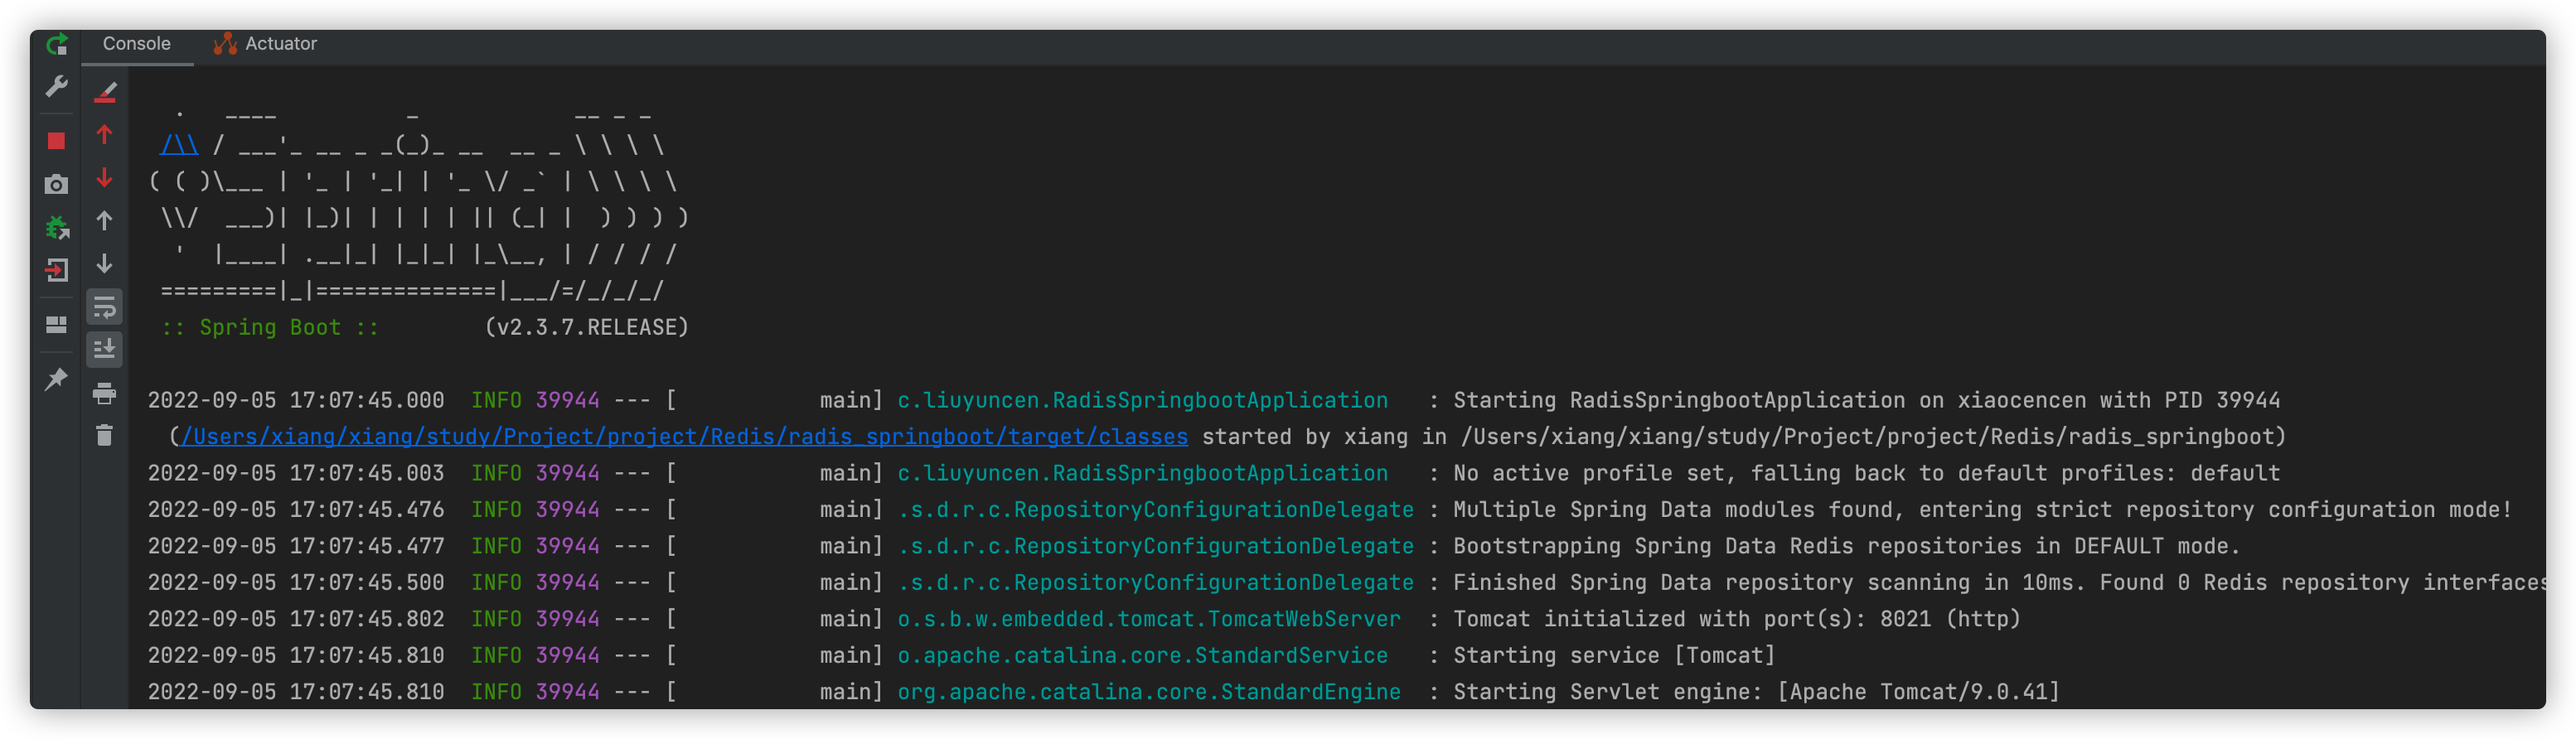 Console Actuator
  .   ____          _            __ _ _
 /\\ / ___'_ __ _ _(_)_ __  __ _ \ \ \ \
( ( )\___ | '_ | '_| | '_ \/ _` | \ \ \ \
 \\/  ___)| |_)| | | | | || (_| |  ) ) ) )
  '  |____| .__|_| |_|_| |_\__, | / / / /
 =========|_|==============|___/=/_/_/_/
 :: Spring Boot ::        (v2.3.7.RELEASE)
2022-09-05 17:07:45.000  INFO 39944 --- [           main] c.liuyuncen.RadisSpringbootApplication   : Starting RadisSpringbootApplication on xiaocencen with PID 39944
(/Users/xiang/xiang/study/Project/project/Redis/radis_springboot/target/classes started by xiang in /Users/xiang/xiang/study/Project/project/Redis/radis_springboot)
2022-09-05 17:07:45.003  INFO 39944 --- [           main] c.liuyuncen.RadisSpringbootApplication   : No active profile set, falling back to default profiles: default
2022-09-05 17:07:45.476  INFO 39944 --- [           main] .s.d.r.c.RepositoryConfigurationDelegate : Multiple Spring Data modules found, entering strict repository configuration mode!
2022-09-05 17:07:45.477  INFO 39944 --- [           main] .s.d.r.c.RepositoryConfigurationDelegate : Bootstrapping Spring Data Redis repositories in DEFAULT mode.
2022-09-05 17:07:45.500  INFO 39944 --- [           main] .s.d.r.c.RepositoryConfigurationDelegate : Finished Spring Data repository scanning in 10ms. Found 0 Redis repository interfaces
2022-09-05 17:07:45.802  INFO 39944 --- [           main] o.s.b.w.embedded.tomcat.TomcatWebServer  : Tomcat initialized with port(s): 8021 (http)
2022-09-05 17:07:45.810  INFO 39944 --- [           main] o.apache.catalina.core.StandardService   : Starting service [Tomcat]
2022-09-05 17:07:45.810  INFO 39944 --- [           main] org.apache.catalina.core.StandardEngine  : Starting Servlet engine: [Apache Tomcat/9.0.41]